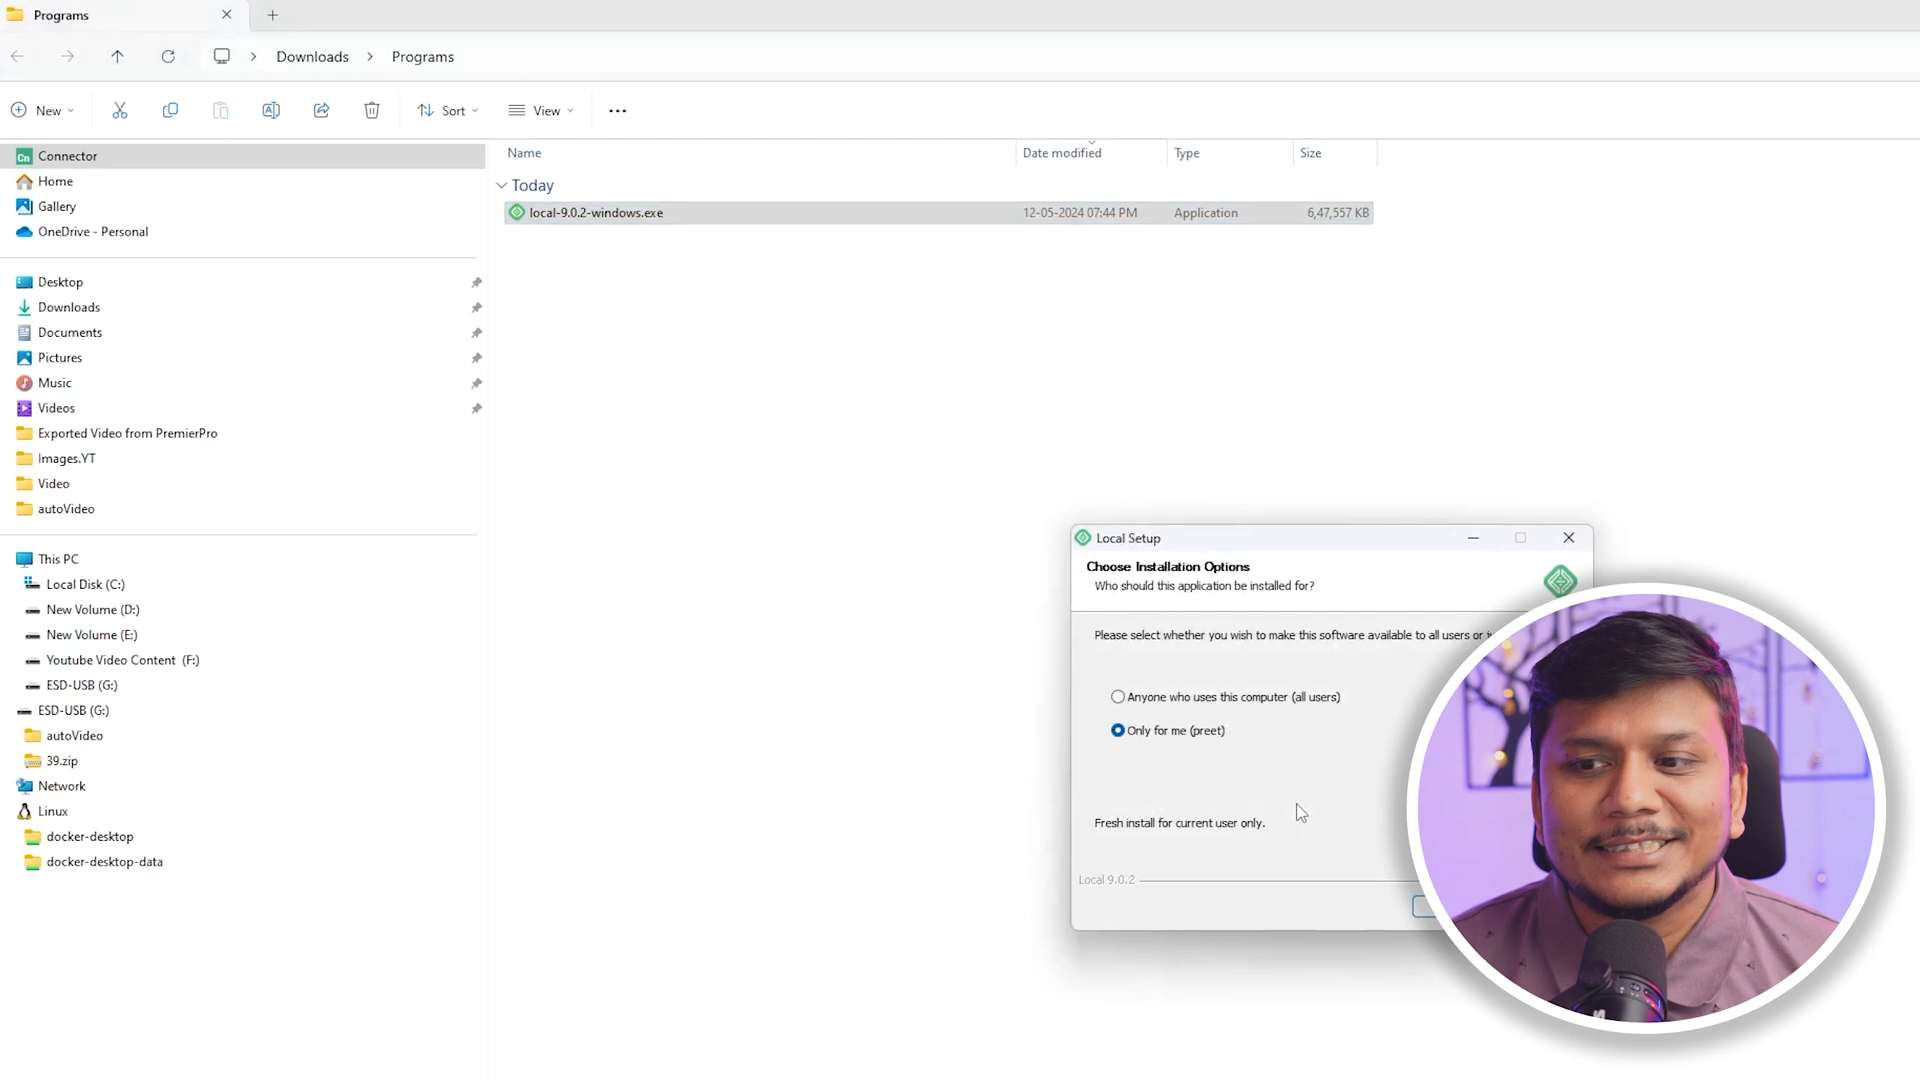 Programs
Downloads
Programs
New
Sort
View
Name
Date modified
Type
Size
Cn
Connector
Home
Gallery
OneDrive - Personal
Desktop
Downloads
Documents
Pictures
Music
Videos
Exported Video from PremierPro
Images.YT
Video
autoVideo
This PC
Local Disk (C:)
New Volume (D:)
New Volume (E:)
Youtube Video Content (F:)
ESD-USB (G:)
ESD-USB (G:)
autoVideo
39.zip
Network
Linux
docker-desktop
docker-desktop-data
Today
local-9.0.2-windows.exe
12-05-2024 07:44 PM
Application
6,47,557 KB
Local Setup
Choose Installation Options
Who should this application be installed for?
Please select whether you wish to make this software available to all users or
Anyone who uses this computer (all users)
Only for me (preet)
Fresh install for current user only.
Local 9.0.2